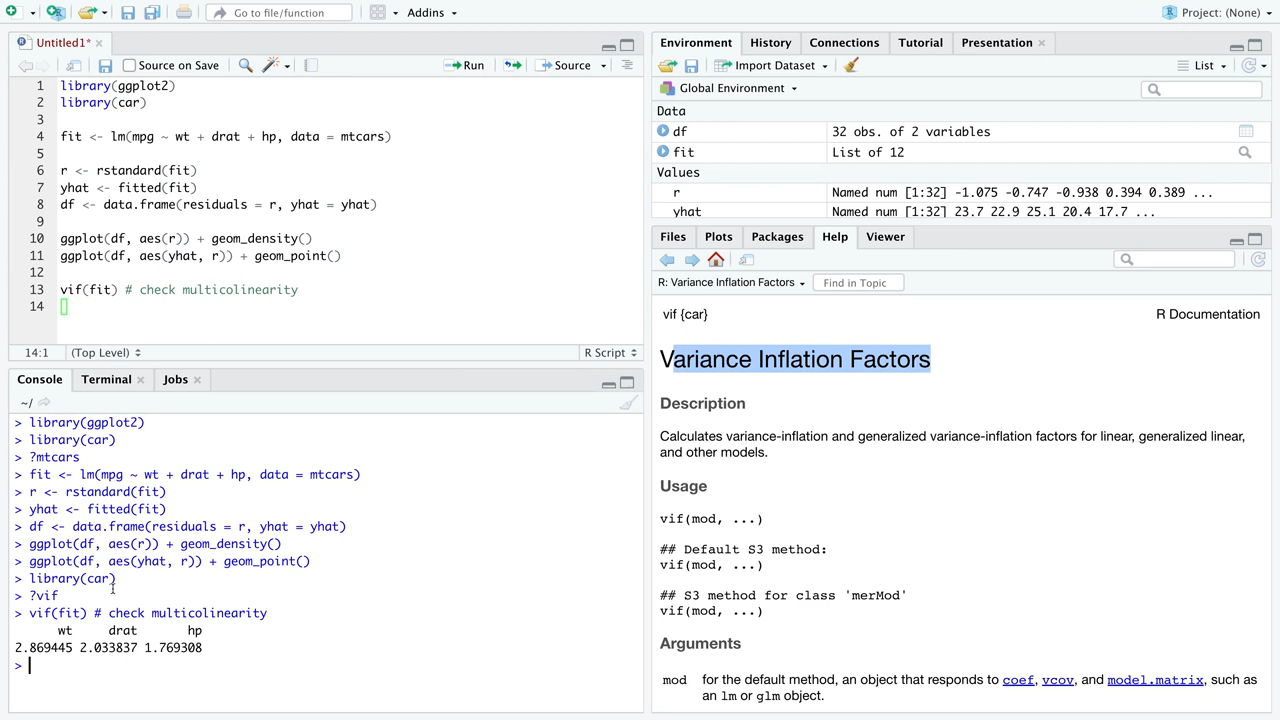 Go to file/function
Addins
Project: (None)
Untitled1*
Source on Save
Run
Source
1 library(ggplot2)
2 library(car)
3
4 fit <- lm(mpg ~ wt + drat + hp, data = mtcars)
5
6 r <- rstandard(fit)
7 yhat <- fitted(fit)
8 df <- data.frame(residuals = r, yhat = yhat)
9
10 ggplot(df, aes(r)) + geom_density()
11 ggplot(df, aes(yhat, r)) + geom_point()
12
13 vif(fit) # check multicolinearity
14
14:1 (Top Level) R Script
Console Terminal Jobs
~/
> library(ggplot2)
> library(car)
> ?mtcars
> fit <- lm(mpg ~ wt + drat + hp, data = mtcars)
> r <- rstandard(fit)
> yhat <- fitted(fit)
> df <- data.frame(residuals = r, yhat = yhat)
> ggplot(df, aes(r)) + geom_density()
> ggplot(df, aes(yhat, r)) + geom_point()
> library(car)
> ?vif
> vif(fit) # check multicolinearity
wt drat hp
2.869445 2.033837 1.769308
>
Environment History Connections Tutorial Presentation
Import Dataset List
Global Environment
Data
df 32 obs. of 2 variables
fit List of 12
Values
r Named num [1:32] -1.075 -0.747 -0.938 0.394 0.389 ...
yhat Named num [1:32] 23.7 22.9 25.1 20.4 17.7 ...
Files Plots Packages Help Viewer
R: Variance Inflation Factors Find in Topic
vif {car} R Documentation
Variance Inflation Factors
Description
Calculates variance-inflation and generalized variance-inflation factors for linear, generalized linear,
and other models.
Usage
vif(mod, ...)
## Default S3 method:
vif(mod, ...)
## S3 method for class 'merMod'
vif(mod, ...)
Arguments
mod for the default method, an object that responds to coef, vcov, and model.matrix, such as
an lm or glm object.